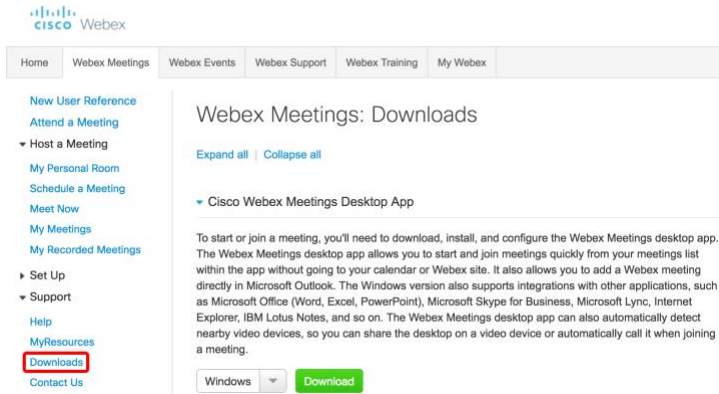 CISCO Webex
Home Webex Meetings Webex Events Webex Support Webex Training My Webex
New User Reference
Attend a Meeting
Host a Meeting
My Personal Room
Schedule a Meeting
Meet Now
My Meetings
My Recorded Meetings
Set Up
Support
Help
MyResources
Downloads
Contact Us
Webex Meetings: Downloads
Expand all | Collapse all
Cisco Webex Meetings Desktop App
To start or join a meeting, you'll need to download, install, and configure the Webex Meetings desktop app.
The Webex Meetings desktop app allows you to start and join meetings quickly from your meetings list
within the app without going to your calendar or Webex site. It also allows you to add a Webex meeting
directly in Microsoft Outlook. The Windows version also supports integrations with other applications, such
as Microsoft Office (Word, Excel, PowerPoint), Microsoft Skype for Business, Microsoft Lync, Internet
Explorer, IBM Lotus Notes, and so on. The Webex Meetings desktop app can also automatically detect
nearby video devices, so you can share the desktop on a video device or automatically call it when joining
a meeting.
Windows Download